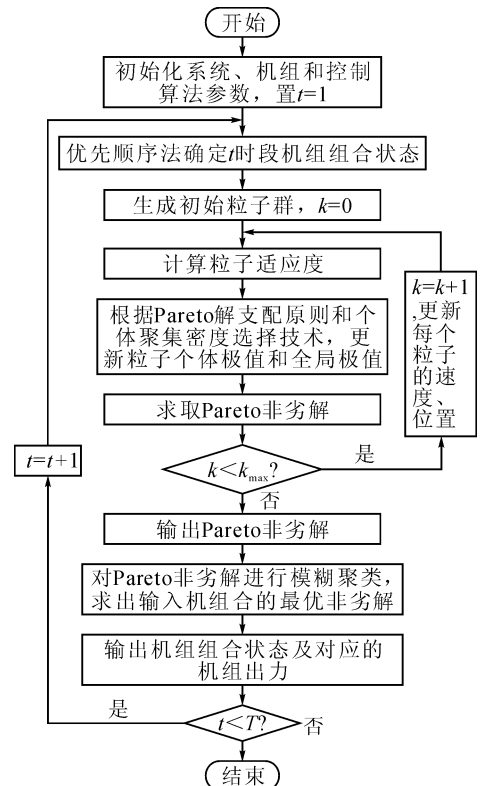 开始
初始化系统、机组和控制
算法参数，置t=1
优先顺序法确定t时段机组组合状态
生成初始粒子群，k=0
计算粒子适应度
根据Pareto解支配原则和个
体聚集密度选择技术，更
新粒子个体极值和全局极值
求取Pareto非劣解
k<kmax?
是
k=k+1
,更新
每个
粒子
的速
度、
位置
否
输出Pareto非劣解
对Pareto非劣解进行模糊聚类，
求出输入机组合的最优非劣解
输出机组组合状态及对应的
机组出力
t<T?
是
t=t+1
否
结束